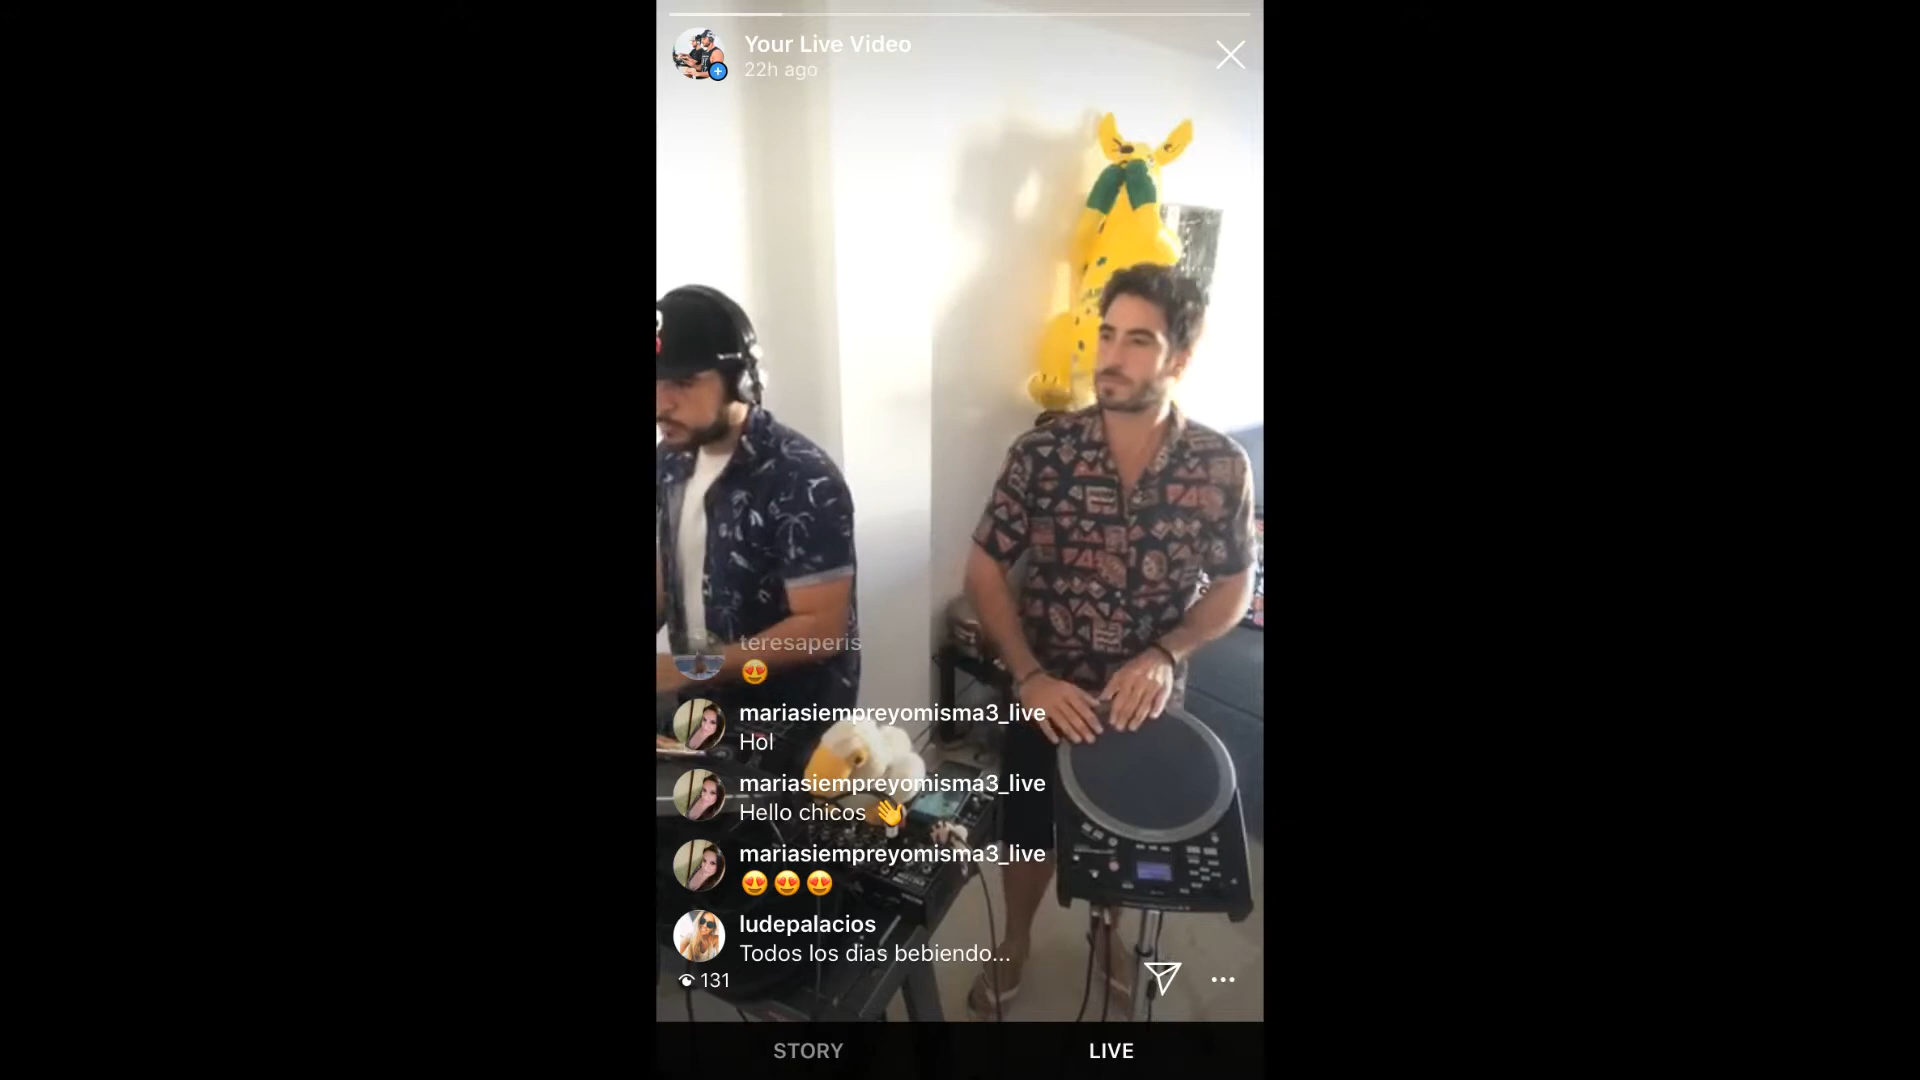 Your Live Video
22h ago
teresaperis
😍
mariasiempreyomisma3_live
Hol
mariasiempreyomisma3_live
Hello chicos 👋
mariasiempreyomisma3_live
😍😍😍
ludepalacios
Todos los dias bebiendo...
131
STORY
LIVE